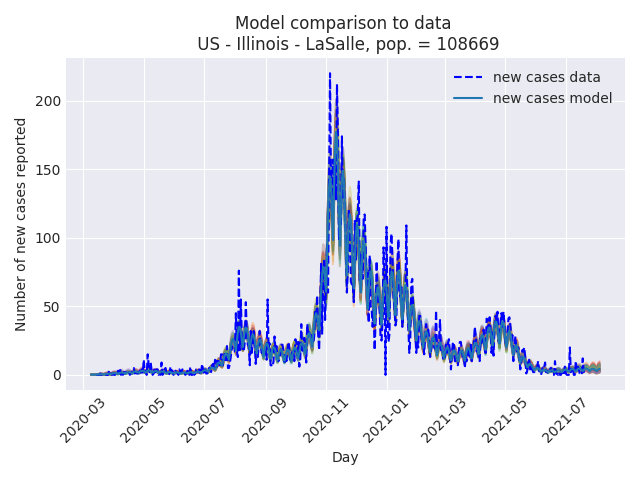 Model comparison to data
US - Illinois - LaSalle, pop. = 108669
new cases data
new cases model
Number of new cases reported
200
150
100
50
0
2020-03
2020-05
2020-07
2020-09
2020-11
2021-01
2021-03
2021-05
2021-07
Day